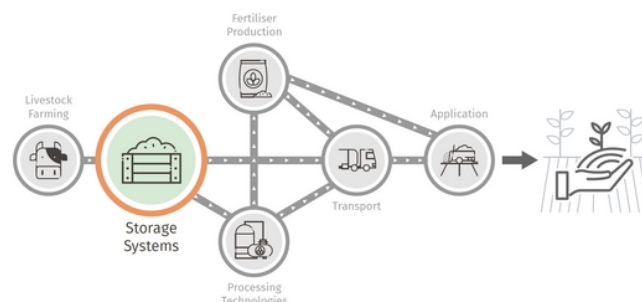 Fertiliser
Production
Livestock
Farming
Application
Storage
Systems
Transport
Processing
Technologies